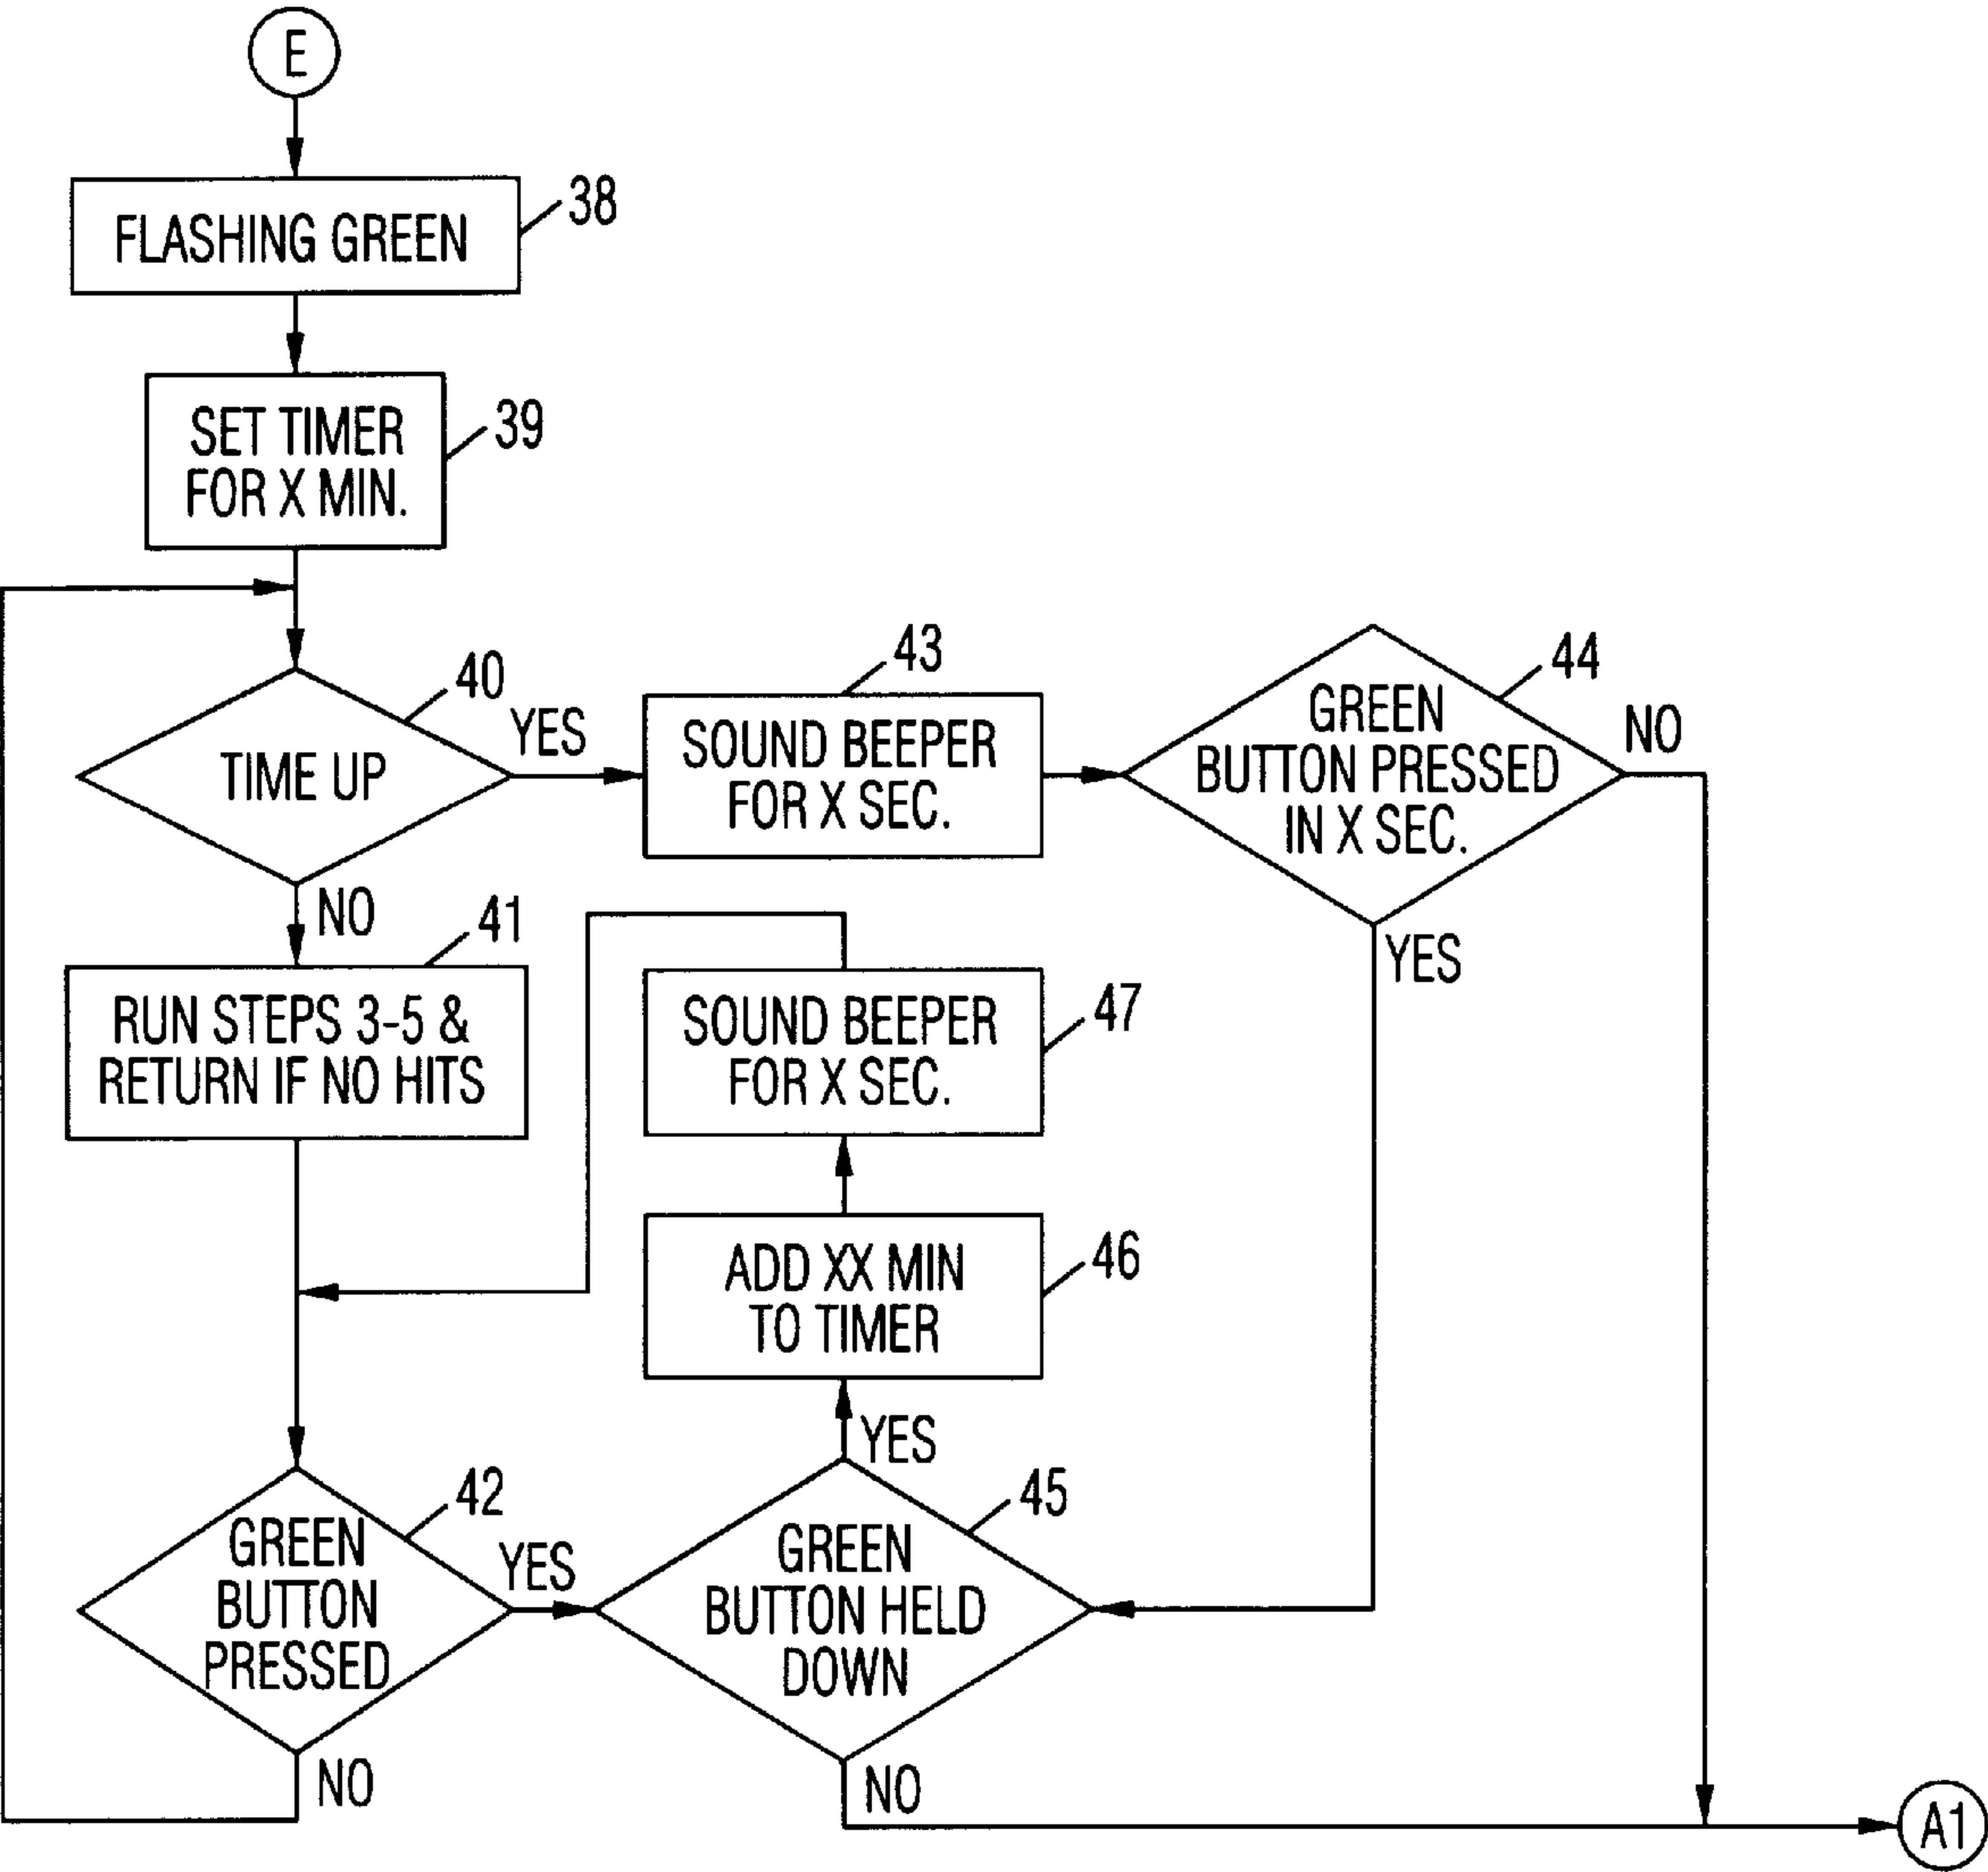 E
FLASHING GREEN
38
SET TIMER
FOR X MIN.
39
TIME UP
40
YES
NO
SOUND BEEPER
FOR X SEC.
43
GREEN
BUTTON PRESSED
IN X SEC.
44
NO
YES
RUN STEPS 3-5 &
RETURN IF NO HITS
41
SOUND BEEPER
FOR X SEC.
47
ADD XX MIN
TO TIMER
46
YES
GREEN
BUTTON
PRESSED
42
YES
NO
GREEN
BUTTON HELD
DOWN
45
NO
A1